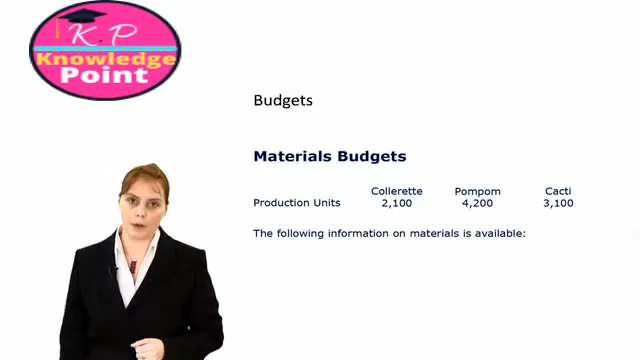 K.P
Knowledge
Point
Budgets
Materials Budgets
Collerette Pompom Cacti
Production Units 2,100 4,200 3,100
The following information on materials is available: